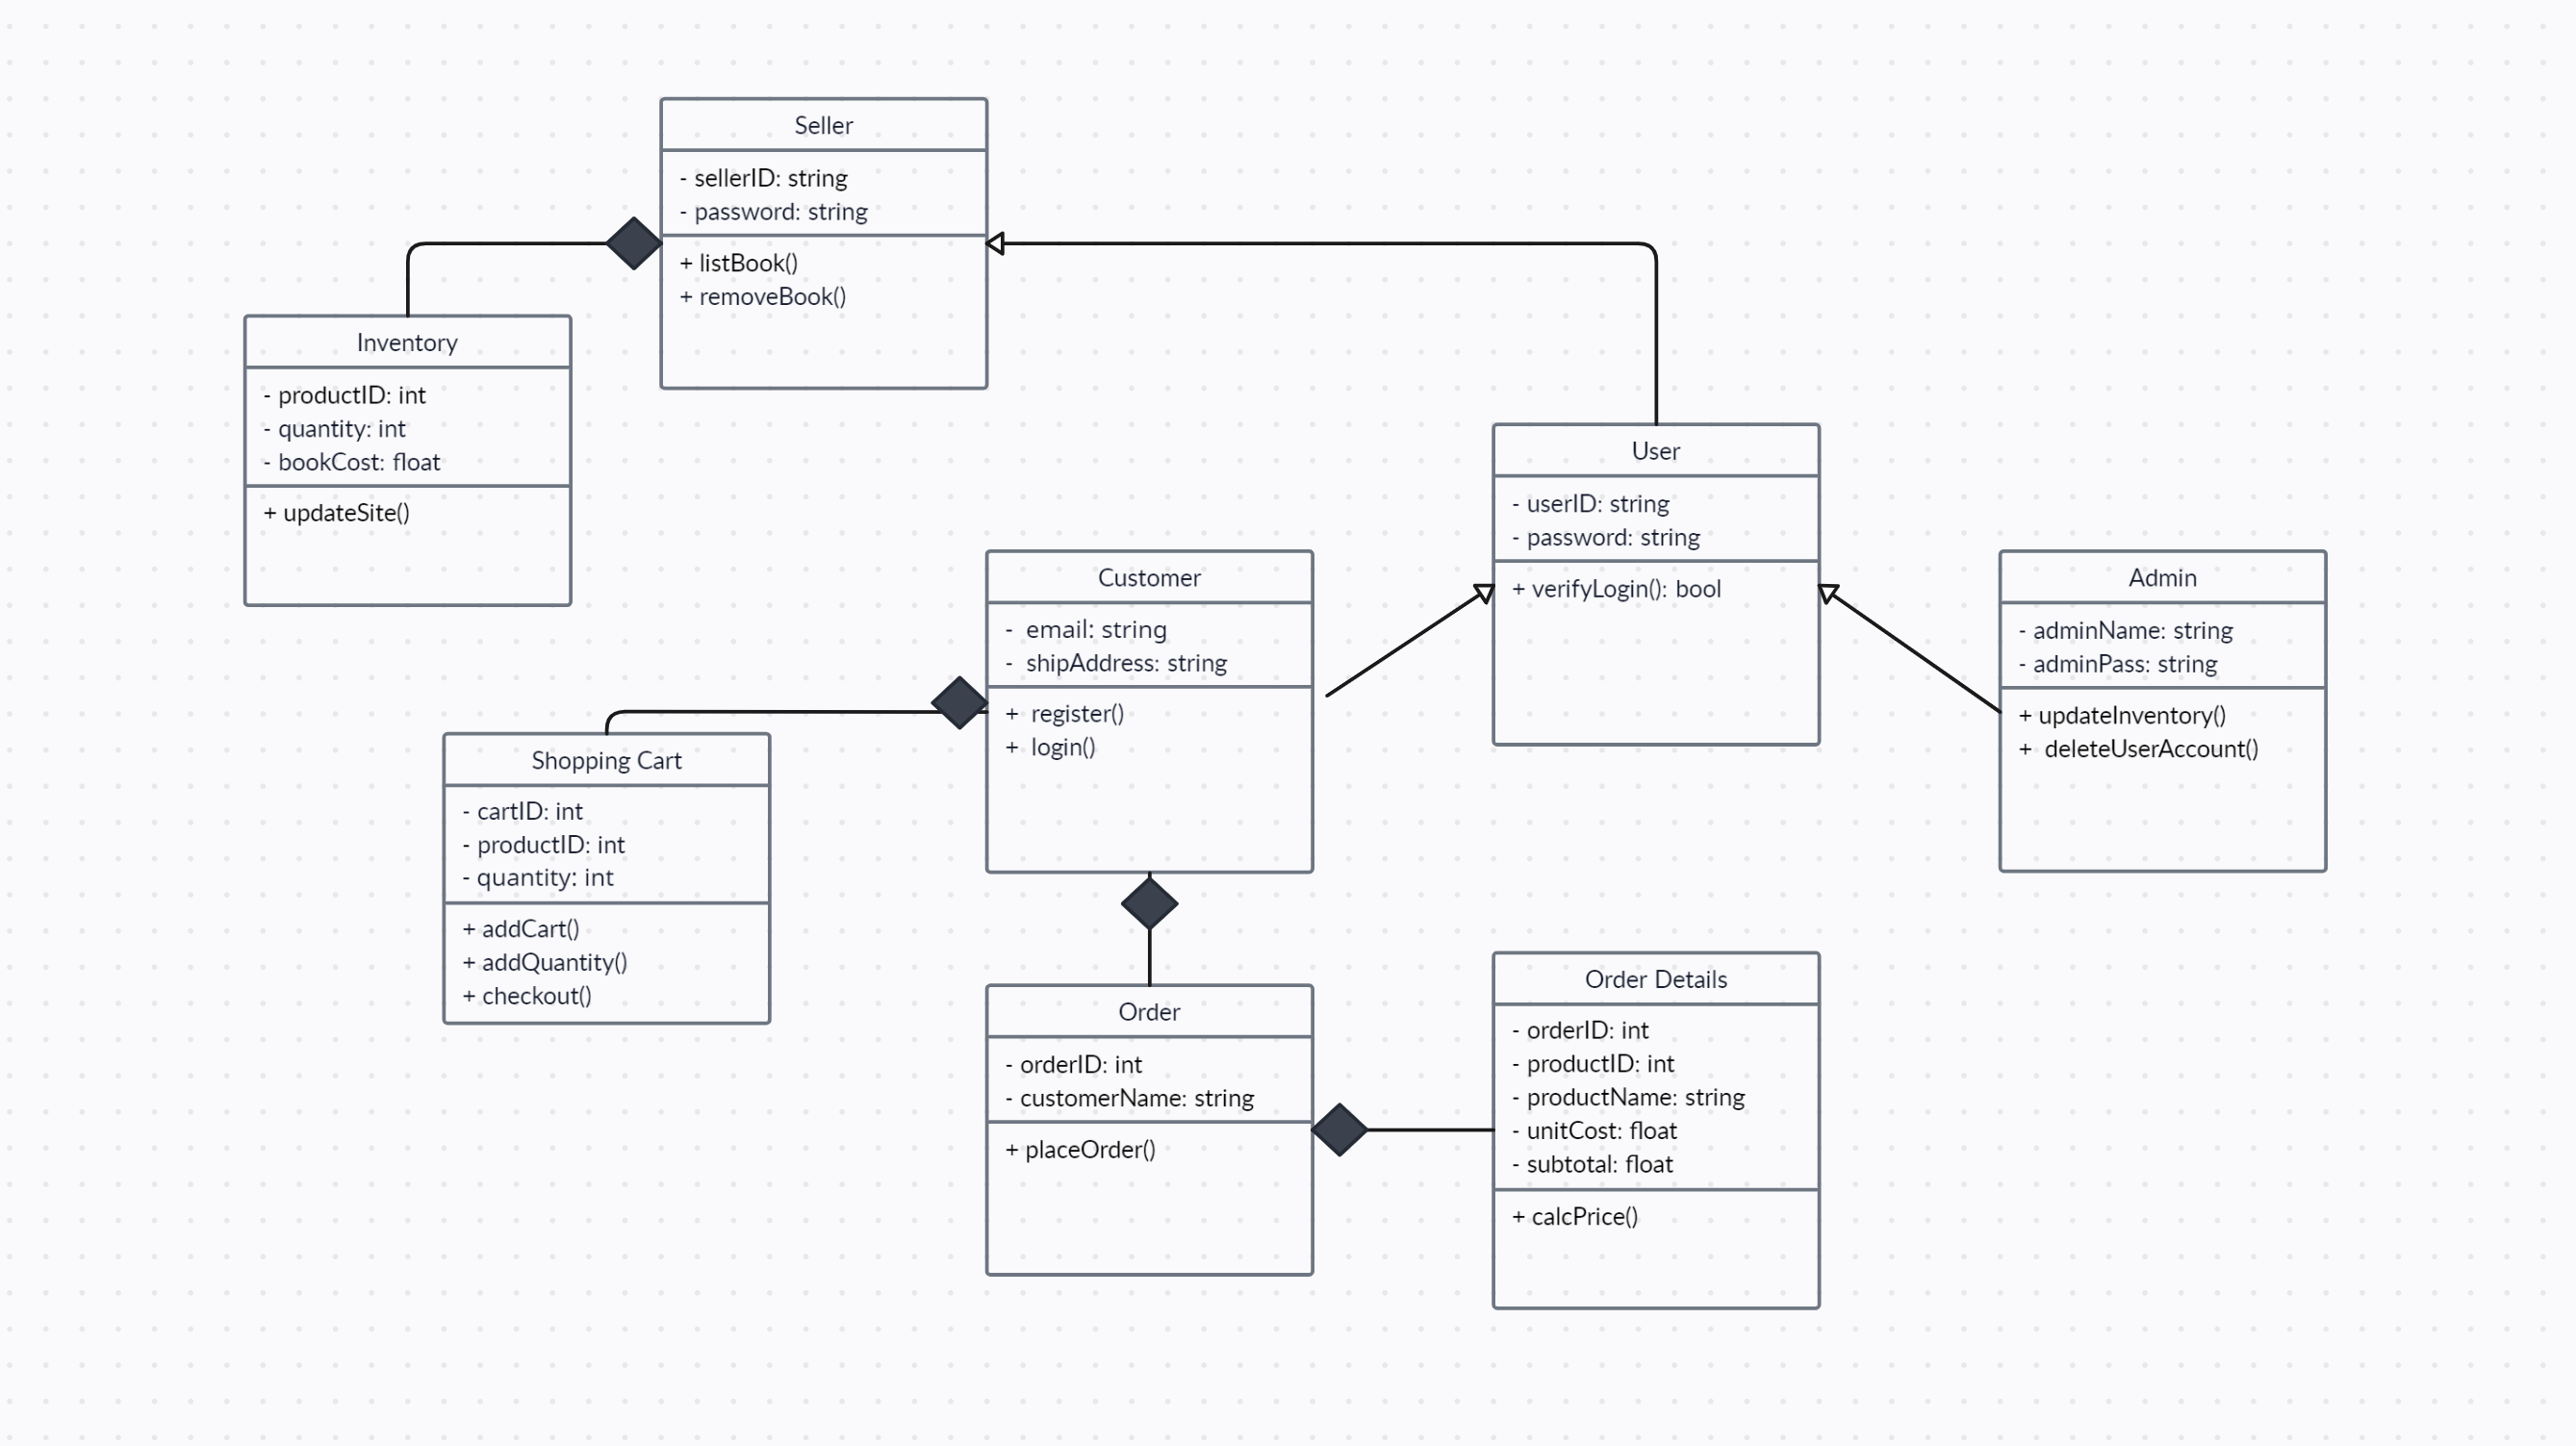 Seller
- sellerID: string
- password: string
+ listBook()
+ removeBook()
Inventory
- productID: int
- quantity: int
- bookCost: float
+ updateSite()
User
- userID: string
- password: string
+ verifyLogin(): bool
Customer
- email: string
- shipAddress: string
+ register()
+ login()
Admin
- adminName: string
- adminPass: string
+ updateInventory()
+ deleteUserAccount()
Shopping Cart
- cartID: int
- productID: int
- quantity: int
+ addCart()
+ addQuantity()
+ checkout()
Order
- orderID: int
- customerName: string
+ placeOrder()
Order Details
- orderID: int
- productID: int
- productName: string
- unitCost: float
- subtotal: float
+ calcPrice()